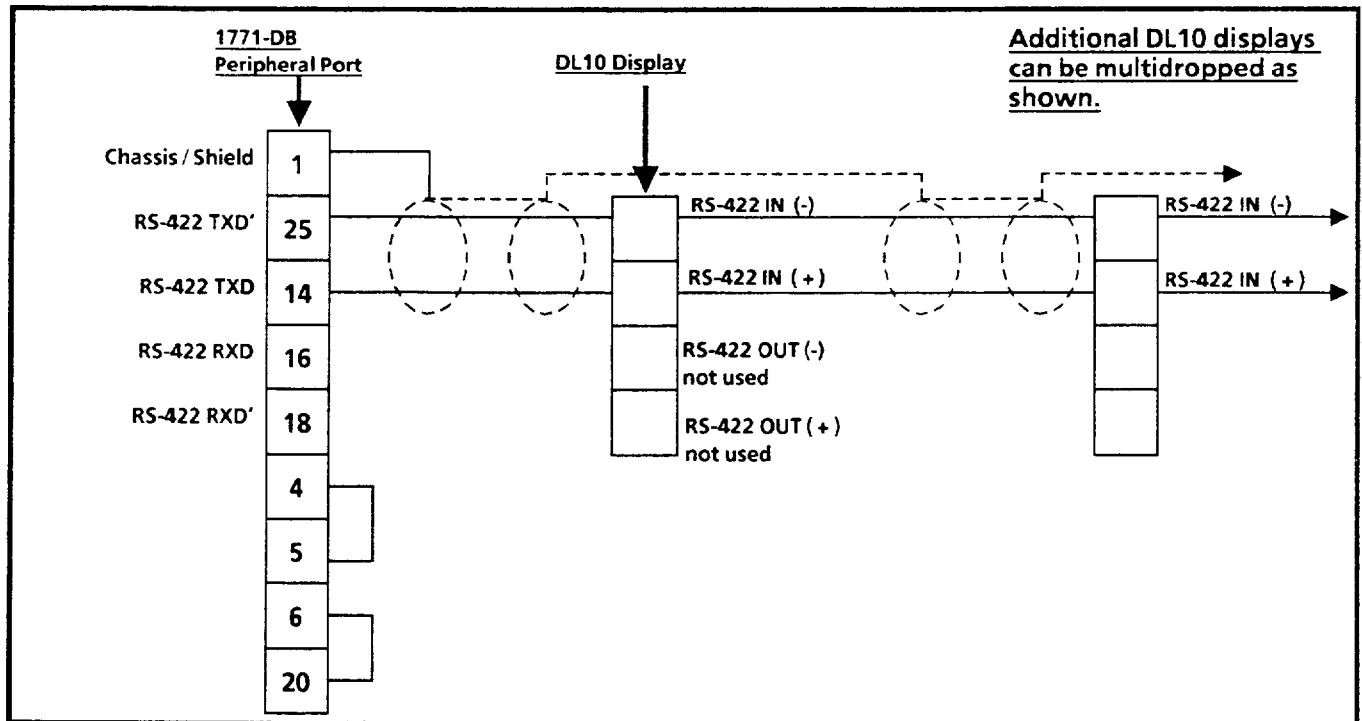 1771-DB
Peripheral Port
DL10 Display
Additional DL10 displays
can be multidropped as
shown.
Chassis / Shield
1
RS-422 TXD'
25
RS-422 IN (-)
RS-422 IN (-)
RS-422 TXD
14
RS-422 IN (+)
RS-422 IN (+)
RS-422 RXD
16
RS-422 OUT (-)
not used
RS-422 RXD'
18
RS-422 OUT (+)
not used
4
5
6
20